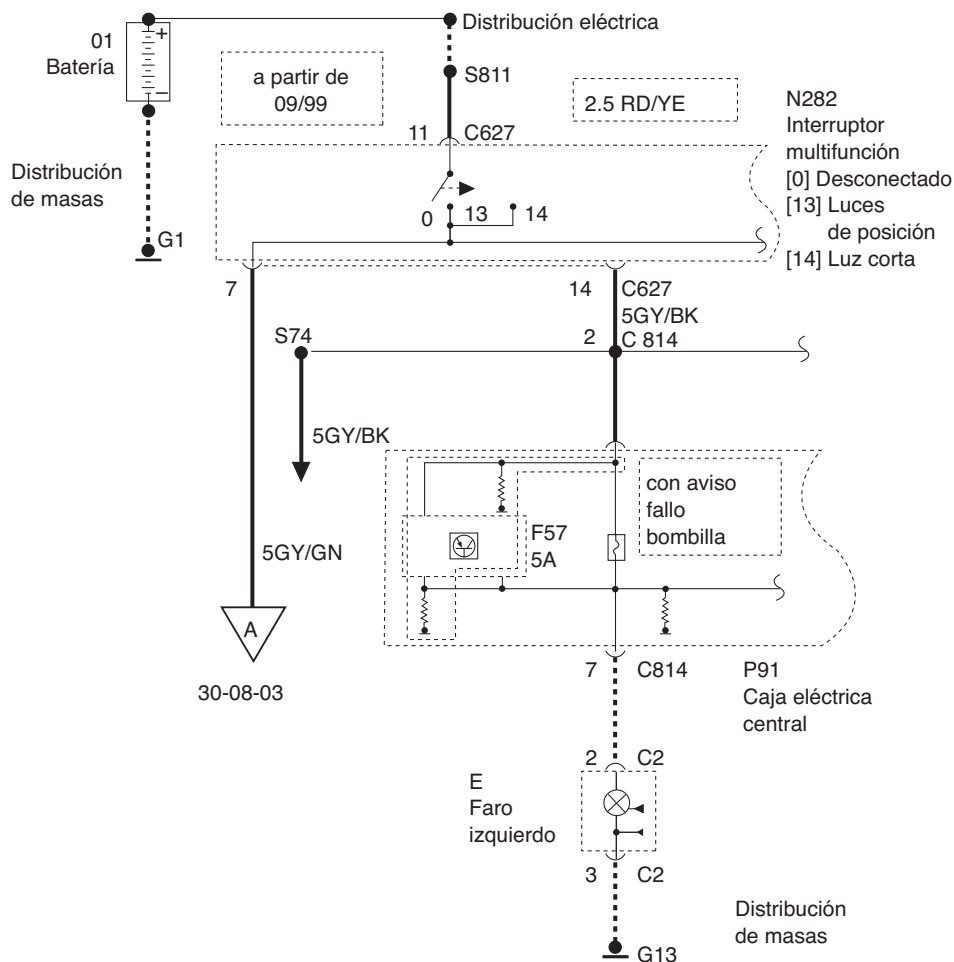 Distribución eléctrica
01
Batería
+
–
a partir de
09/99
S811
2.5 RD/YE
11 C627
N282
Interruptor
multifunción
[0] Desconectado
[13] Luces
de posición
[14] Luz corta
Distribución
de masas
G1
0 13 14
7
14 C627
5GY/BK
S74
2 C 814
5GY/BK
con aviso
fallo
bombilla
F57
5A
5GY/GN
A
30-08-03
7 C814
P91
Caja eléctrica
central
2 C2
E
Faro
izquierdo
3 C2
Distribución
de masas
G13